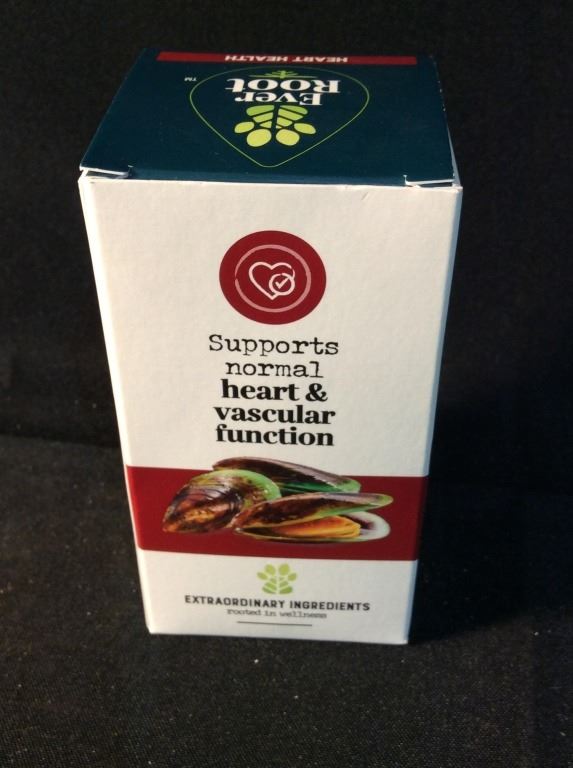 HEART HEALTH
Ever
ROOT
TM
Supports
normal
heart &
vascular
function
EXTRAORDINARY INGREDIENTS
rooted in wellness